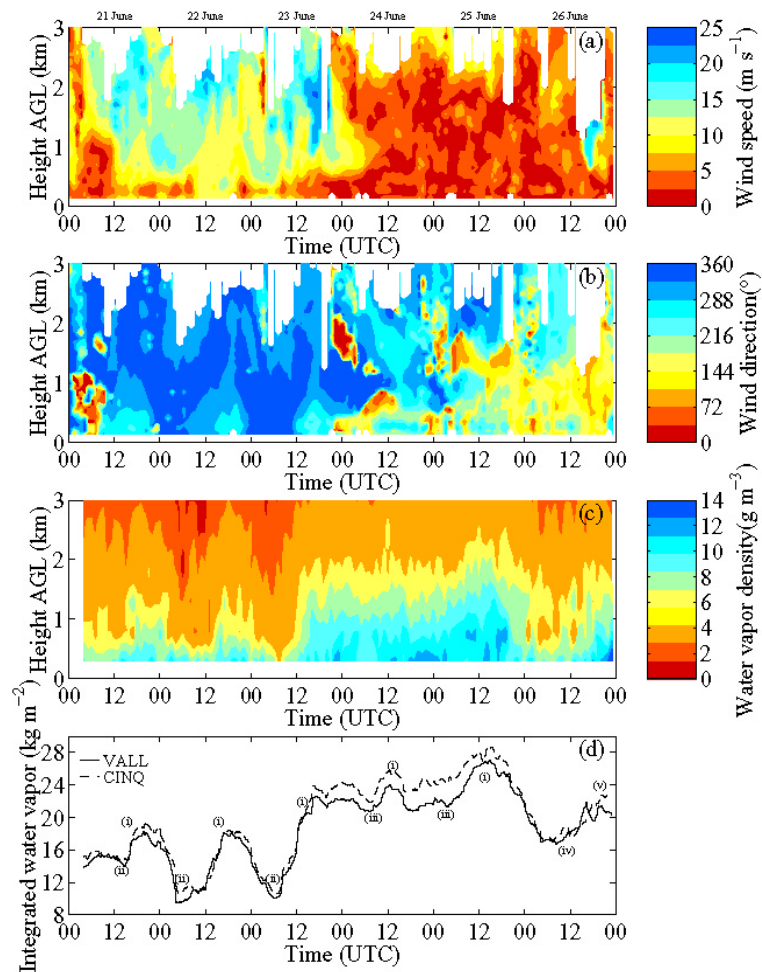 21 June 22 June 23 June 24 June 25 June 26 June
3 2 1 0
Height AGL (km)
(a)
00 12 00 12 00 12 00 12 00 12 00 12 00
Time (UTC)
25 20 15 10 5 0
Wind speed (m s⁻¹)
3 2 1 0
Height AGL (km)
(b)
00 12 00 12 00 12 00 12 00 12 00 12 00
Time (UTC)
360 288 216 144 72 0
Wind direction(°)
3 2 1 0
Height AGL (km)
(c)
00 12 00 12 00 12 00 12 00 12 00 12 00
Time (UTC)
14 12 10 8 6 4 2 0
Water vapor density(g m⁻³)
28 24 20 16 12 8
Integrated water vapor (kg m⁻²)
VALL
CINQ
(d)
(i) (i) (i) (i) (i) (v)
(ii) (ii) (ii) (iii) (iii) (iv)
00 12 00 12 00 12 00 12 00 12 00 12 00
Time (UTC)